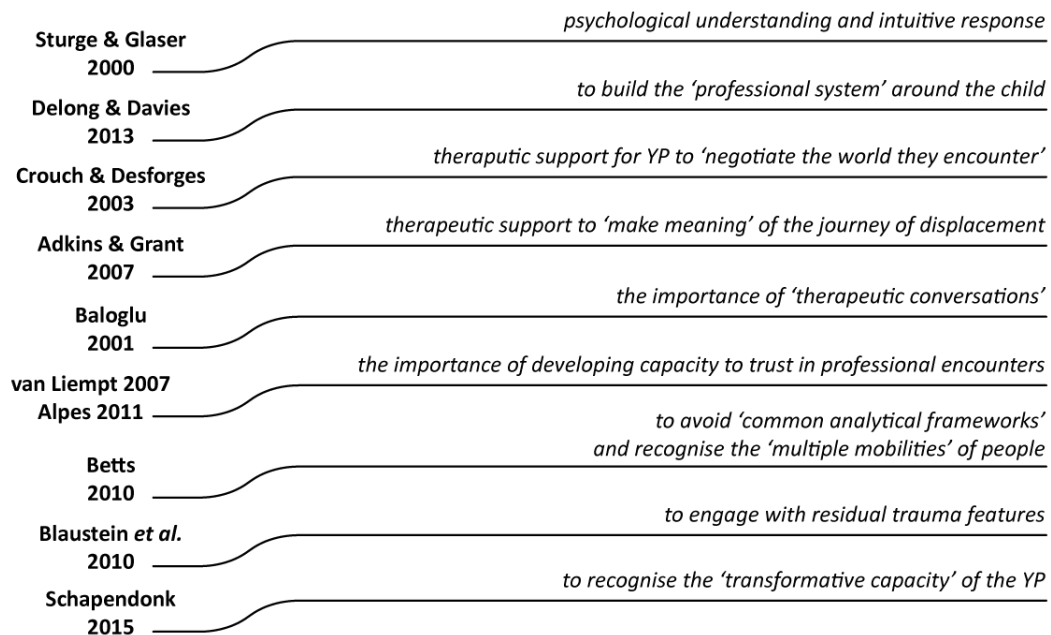 psychological understanding and intuitive response
Sturge & Glaser
2000
to build the ‘professional system’ around the child
Delong & Davies
2013
theraputic support for YP to ‘negotiate the world they encounter’
Crouch & Desforges
2003
therapeutic support to ‘make meaning’ of the journey of displacement
Adkins & Grant
2007
the importance of ‘therapeutic conversations’
Baloglu
2001
the importance of developing capacity to trust in professional encounters
van Liempt 2007
Alpes 2011
to avoid ‘common analytical frameworks’
and recognise the ‘multiple mobilities’ of people
Betts
2010
to engage with residual trauma features
Blaustein et al.
2010
to recognise the ‘transformative capacity’ of the YP
Schapendonk
2015